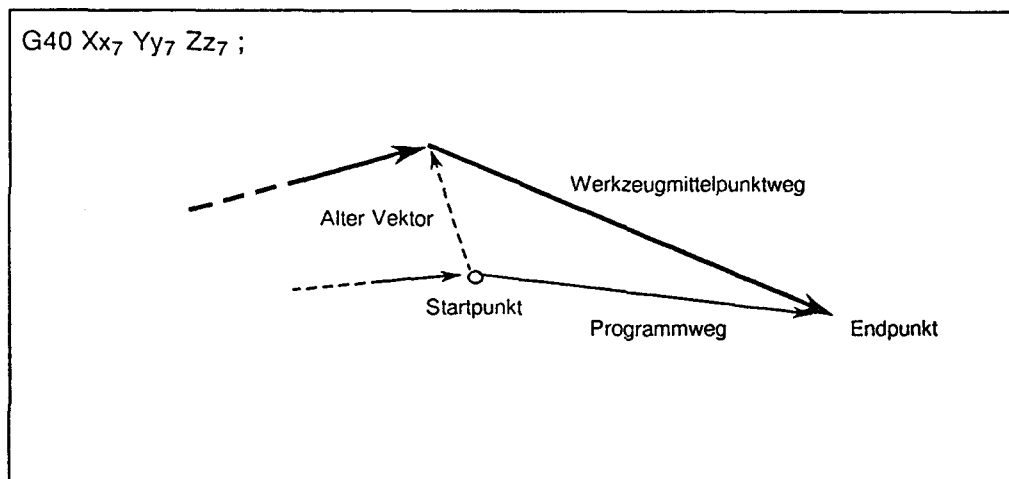 G40 Xx7 Yy7 Zz7 ;
Werkzeugmittelpunktweg
Alter Vektor
Startpunkt
Programmweg
Endpunkt